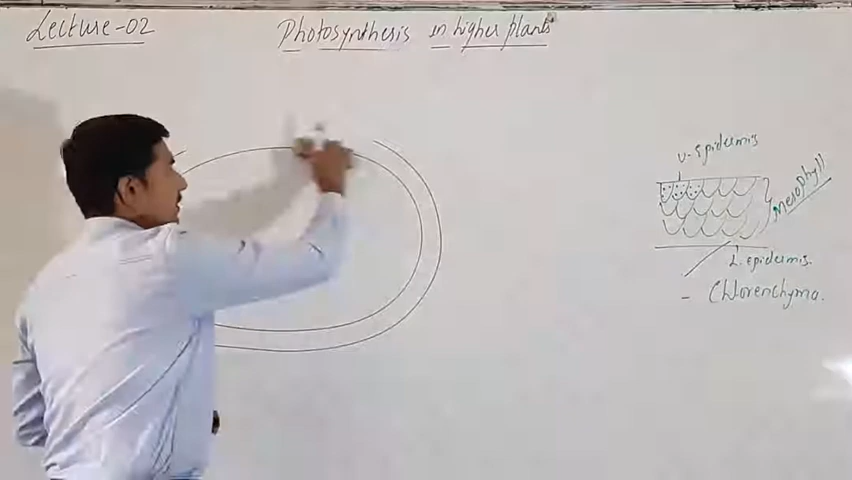 Lecture-02
Photosynthesis in higher plants
U-Epidermis
Mesophyll
L.epidermis.
- Chlorenchyma.